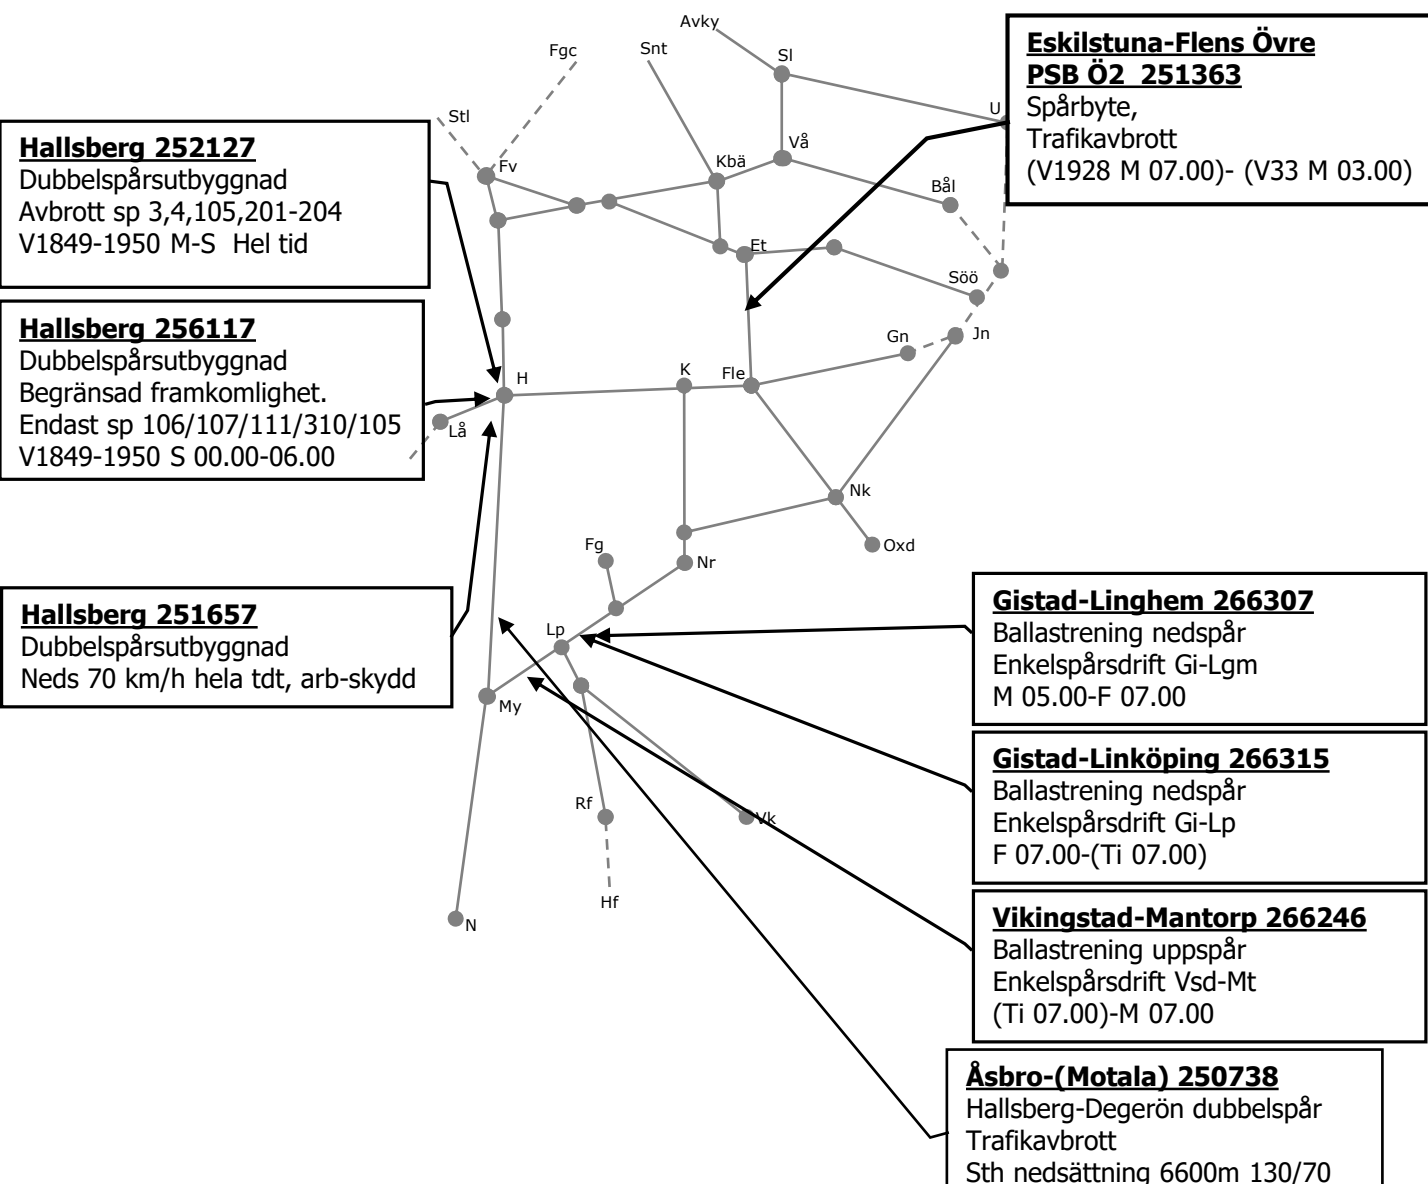 Avky
Snt
Fgc
Sl
Stl
U
Vå
Kbä
Fv
Bål
Et
Söö
Gn
Jn
K
Fle
H
Lå
Nk
Oxd
Fg
Nr
Lp
My
Rf
Vk
Hf
N
Eskilstuna-Flens Övre
PSB Ö2  251363
Spårbyte,
Trafikavbrott
(V1928 M 07.00)- (V33 M 03.00)
Hallsberg 252127
Dubbelspårsutbyggnad
Avbrott sp 3,4,105,201-204
V1849-1950 M-S  Hel tid
Hallsberg 256117
Dubbelspårsutbyggnad
Begränsad framkomlighet.
Endast sp 106/107/111/310/105
V1849-1950 S 00.00-06.00
Hallsberg 251657
Dubbelspårsutbyggnad
Neds 70 km/h hela tdt, arb-skydd
Gistad-Linghem 266307
Ballastrening nedspår
Enkelspårsdrift Gi-Lgm
M 05.00-F 07.00
Gistad-Linköping 266315
Ballastrening nedspår
Enkelspårsdrift Gi-Lp
F 07.00-(Ti 07.00)
Vikingstad-Mantorp 266246
Ballastrening uppspår
Enkelspårsdrift Vsd-Mt
(Ti 07.00)-M 07.00
Åsbro-(Motala) 250738
Hallsberg-Degerön dubbelspår
Trafikavbrott
Sth nedsättning 6600m 130/70